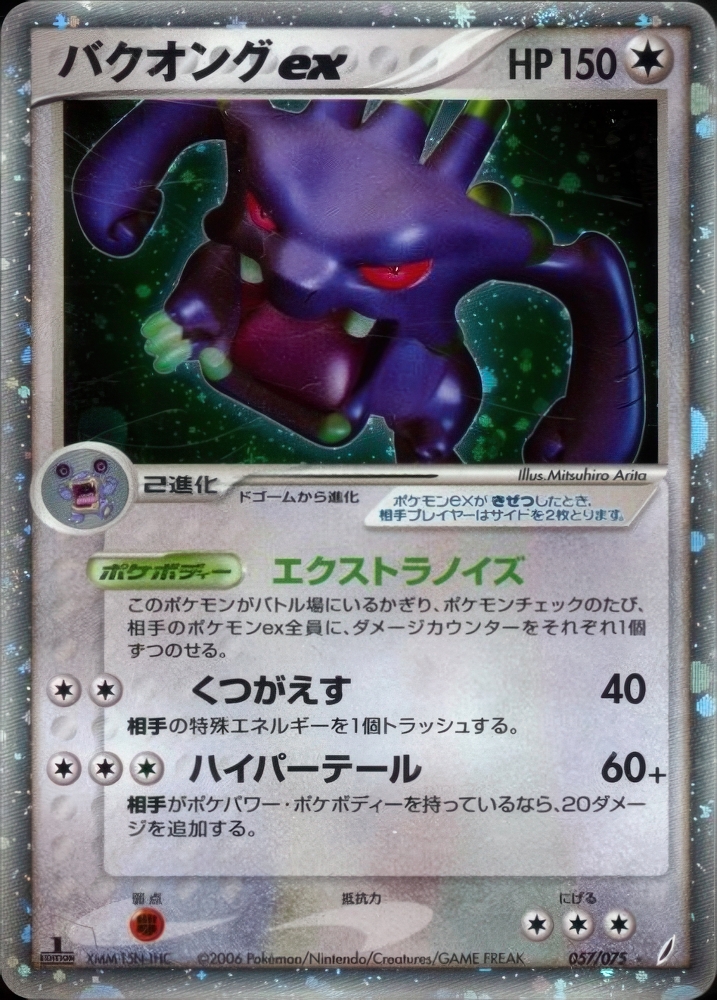 バクオングex HP150
Illus.Mitsuhiro Arita
2進化 ドゴームから進化
ポケモンexが きぜつしたとき、
相手プレイヤーはサイドを2枚とります。
ポケボディー エクストラノイズ
このポケモンがバトル場にいるかぎり、ポケモンチェックのたび、
相手のポケモンex全員に、ダメージカウンターをそれぞれ1個
ずつのせる。
くつがえす 40
相手の特殊エネルギーを1個トラッシュする。
ハイパーテール 60+
相手がポケパワー・ポケボディーを持っているなら、20ダメー
ジを追加する。
弱点 抵抗力 にげる
1 EDITION XMM 15N-1HC ©2006 Pokémon/Nintendo/Creatures/GAME FREAK 057/075